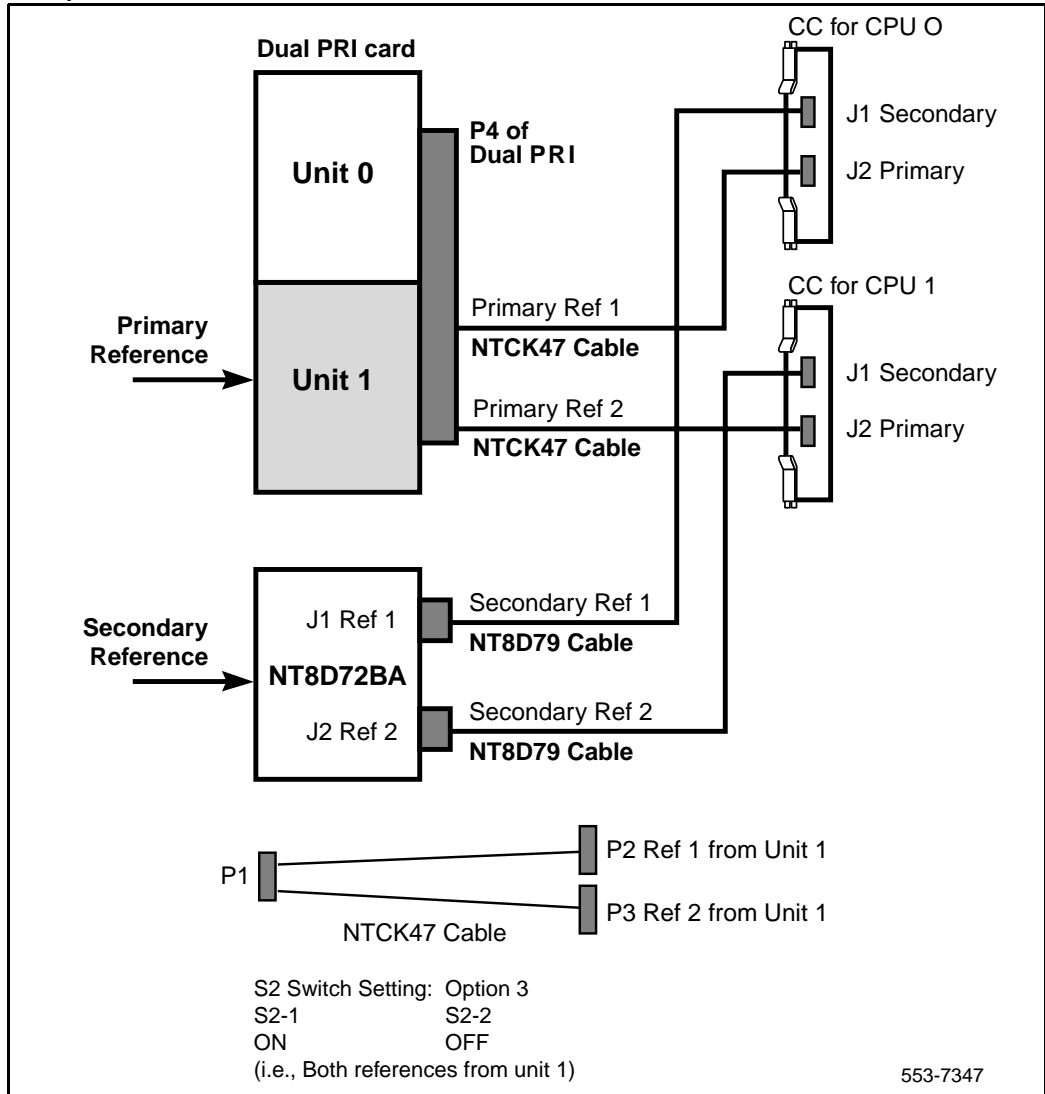 CC for CPU O
Dual PRI card
J1 Secondary
P4 of
Dual PRI
Unit 0
J2 Primary
CC for CPU 1
Primary Ref 1
Primary
Reference
NTCK47 Cable
J1 Secondary
Unit 1
Primary Ref 2
J2 Primary
NTCK47 Cable
Secondary Ref 1
J1 Ref 1
Secondary
Reference
NT8D79 Cable
NT8D72BA
Secondary Ref 2
J2 Ref 2
NT8D79 Cable
P2 Ref 1 from Unit 1
P1
P3 Ref 2 from Unit 1
NTCK47 Cable
S2 Switch Setting: Option 3
S2-1 S2-2
ON OFF
(i.e., Both references from unit 1)
553-7347